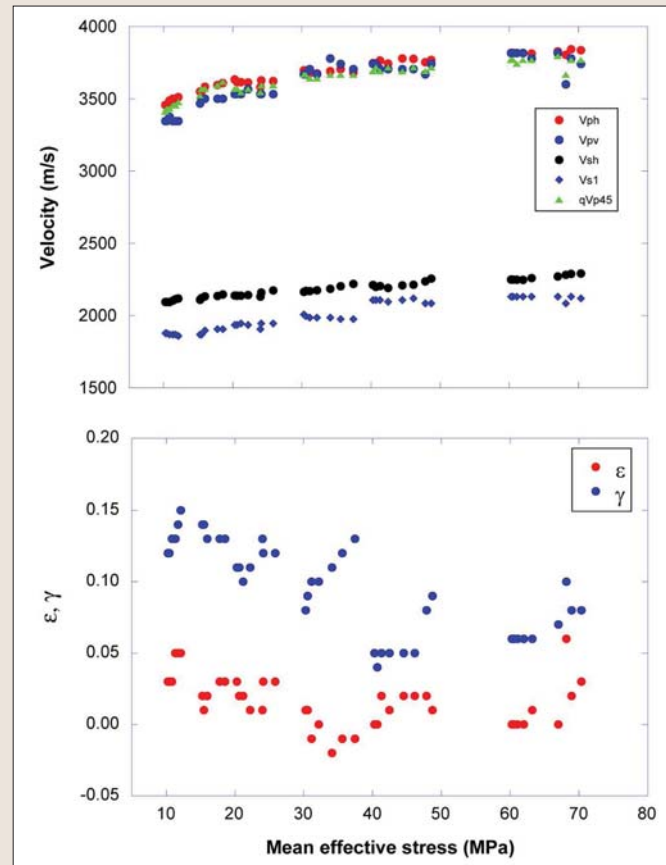 4000
3500
3000
2500
2000
1500
Velocity (m/s)
Vph
Vpv
Vsh
Vs1
qVp45
0.20
0.15
0.10
0.05
0.00
-0.05
ε, γ
ε
γ
10 20 30 40 50 60 70 80
Mean effective stress (MPa)